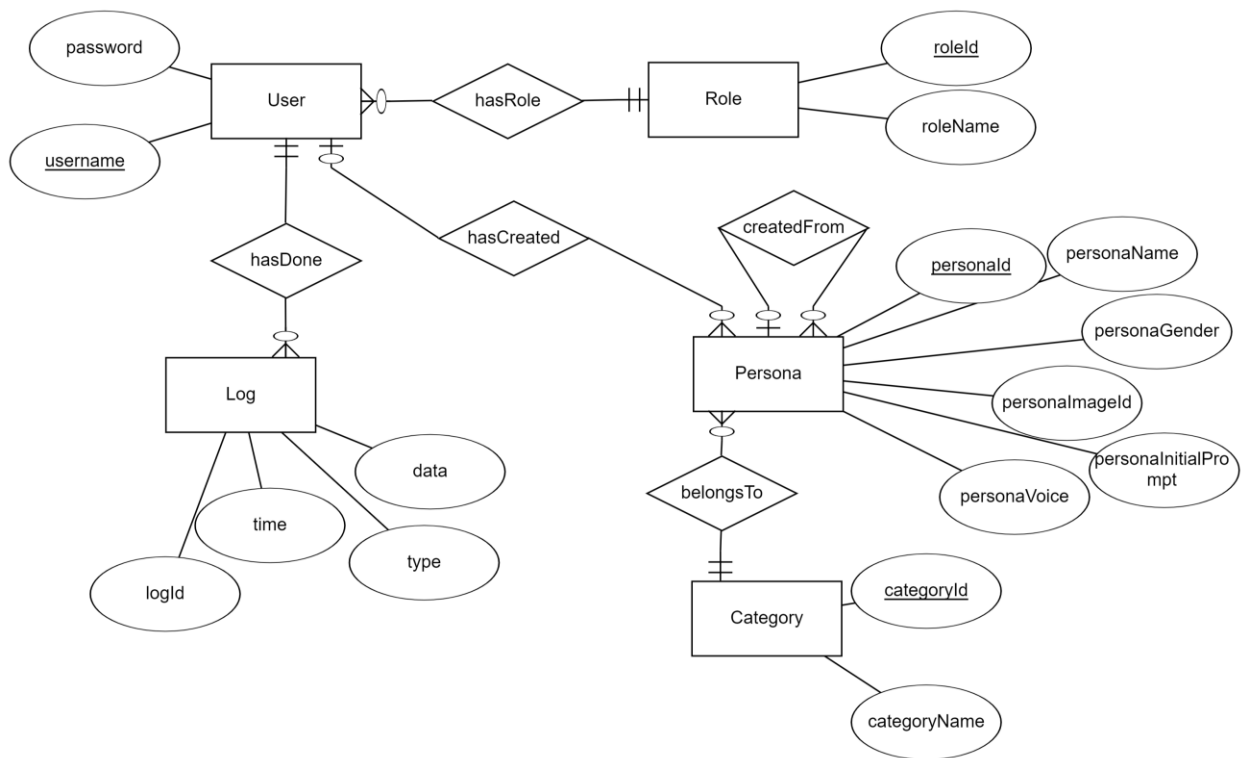 password
User
username
hasRole
Role
roleId
roleName
hasDone
hasCreated
createdFrom
personaId
personaName
personaGender
personaImageId
personaInitialPro
mpt
personaVoice
Persona
Log
data
time
type
logId
belongsTo
Category
categoryId
categoryName